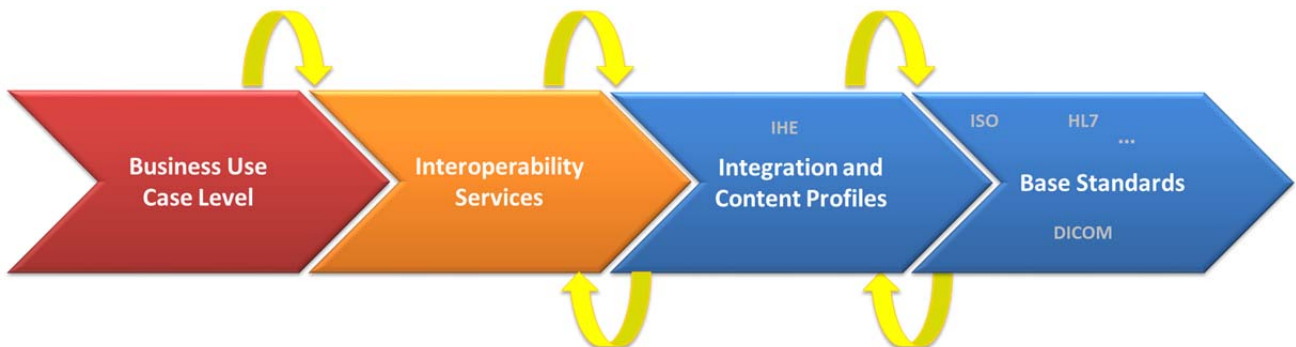 Business Use
Case Level
Interoperability
Services
IHE
Integration and
Content Profiles
ISO HL7
...
Base Standards
DICOM